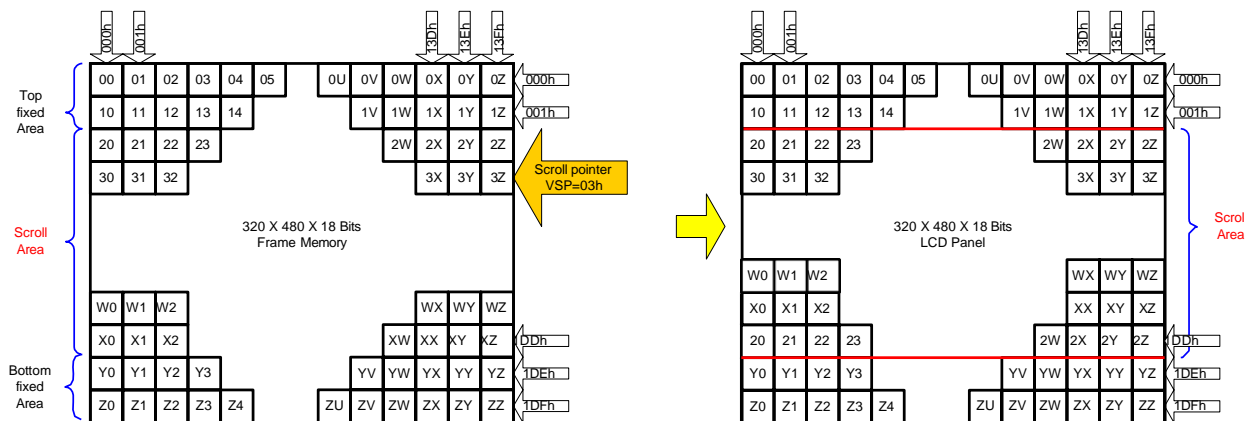 000h 001h 13Dh 13Eh 13Fh 000h 001h 13Dh 13Eh 13Fh
00 01 02 03 04 05 0U 0V 0W 0X 0Y 0Z 000h 00 01 02 03 04 05 0U 0V 0W 0X 0Y 0Z 000h
Top fixed Area
10 11 12 13 14 1V 1W 1X 1Y 1Z 001h 10 11 12 13 14 1V 1W 1X 1Y 1Z 001h
20 21 22 23 2W 2X 2Y 2Z 20 21 22 23 2W 2X 2Y 2Z
30 31 32 3X 3Y 3Z 30 31 32 3X 3Y 3Z
Scroll pointer
VSP=03h
Scroll
Area
320 X 480 X 18 Bits
Frame Memory
320 X 480 X 18 Bits
LCD Panel
Scrol
Area
W0 W1 W2 WX WY WZ W0 W1 W2 WX WY WZ
X0 X1 X2 XW XX XY XZ 1DDh X0 X1 X2 XX XY XZ
20 21 22 23 2W 2X 2Y 2Z 1DDh
Bottom
fixed
Area
Y0 Y1 Y2 Y3 YV YW YX YY YZ 1DEh Y0 Y1 Y2 Y3 YV YW YX YY YZ 1DEh
Z0 Z1 Z2 Z3 Z4 ZU ZV ZW ZX ZY ZZ 1DFh Z0 Z1 Z2 Z3 Z4 ZU ZV ZW ZX ZY ZZ 1DFh